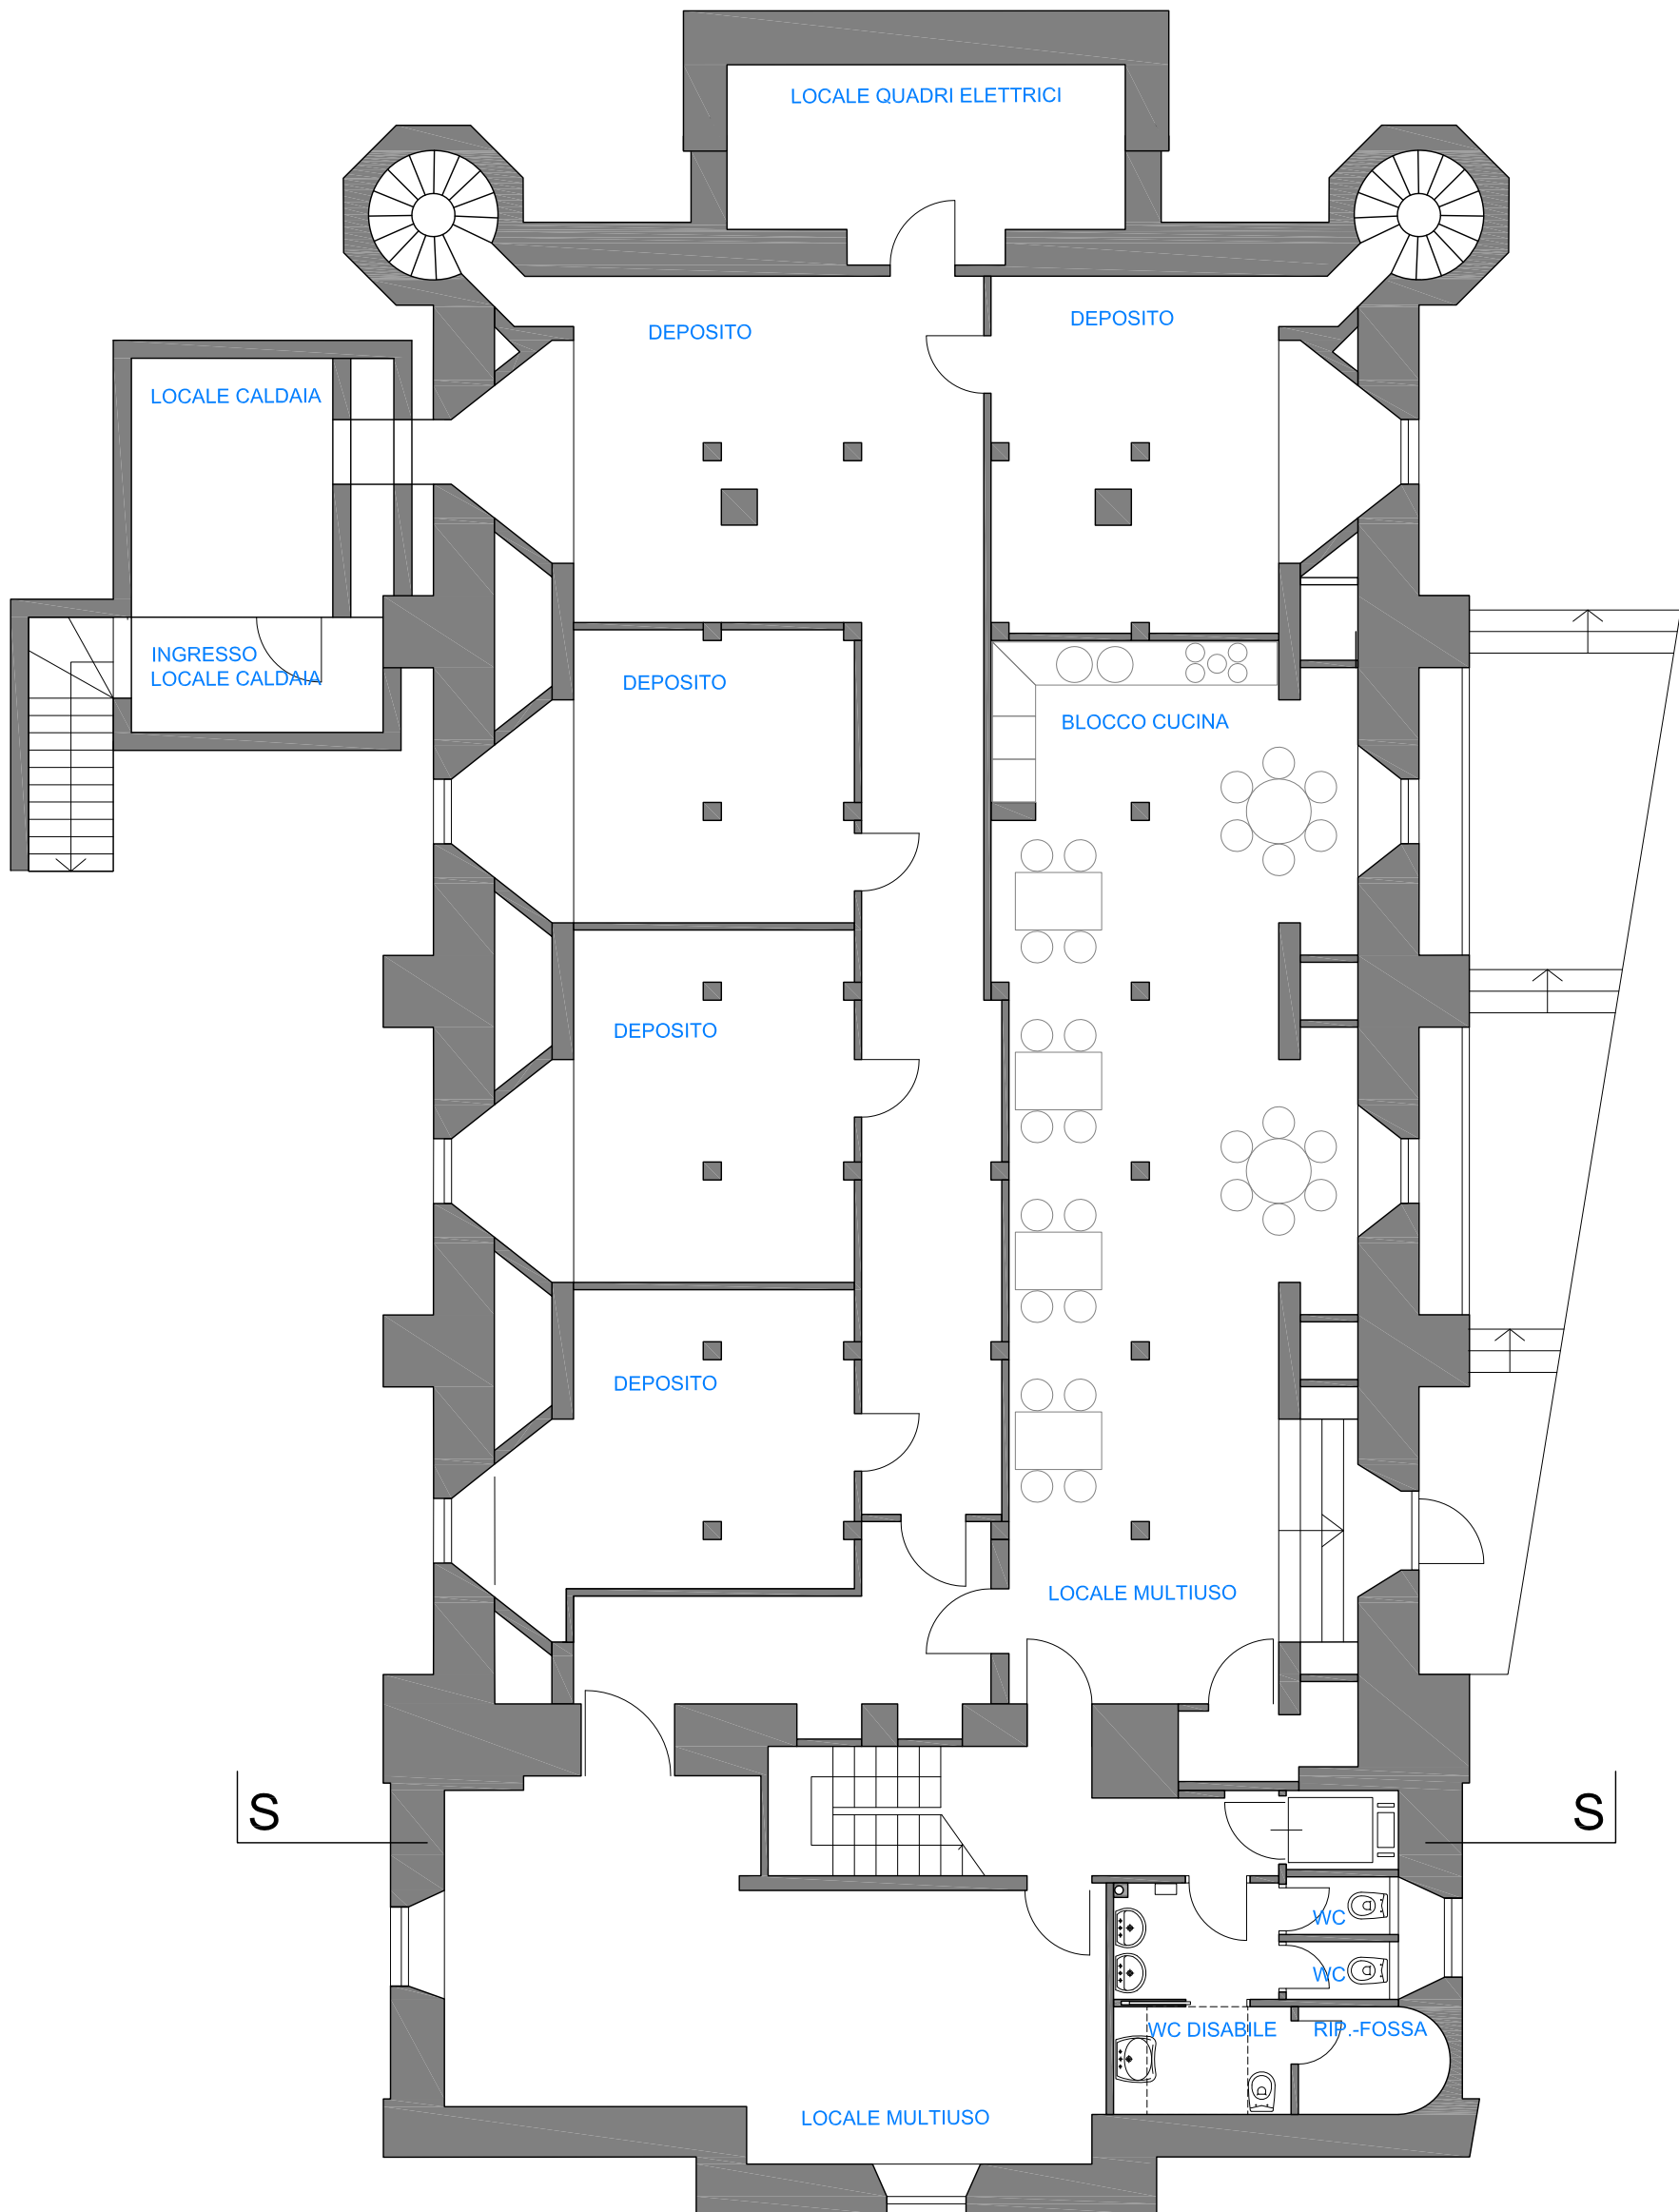 LOCALE QUADRI ELETTRICI
DEPOSITO
DEPOSITO
LOCALE CALDAIA
INGRESSO
LOCALE CALDAIA
DEPOSITO
BLOCCO CUCINA
DEPOSITO
DEPOSITO
LOCALE MULTIUSO
S
S
WC
WC
WC DISABILE
RIP.-FOSSA
LOCALE MULTIUSO